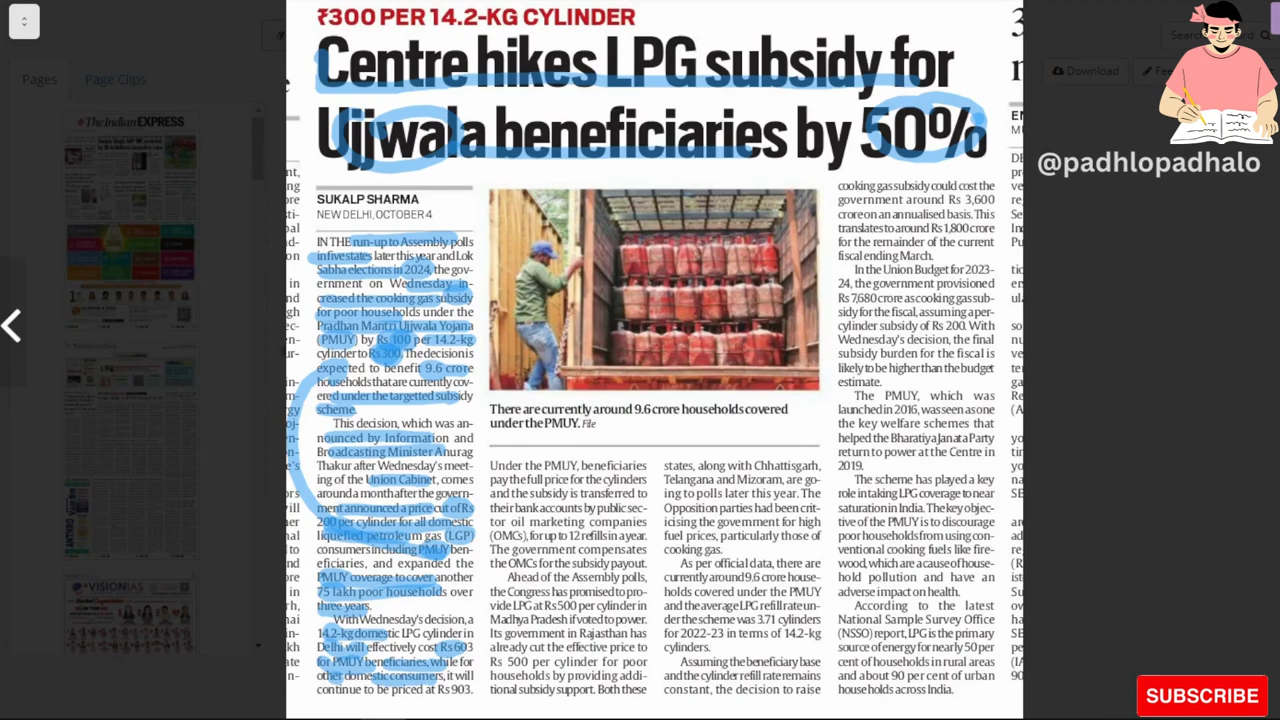 ₹300 PER 14.2-KG CYLINDER
Centre hikes LPG subsidy for
Ujjwala beneficiaries by 50%
SUKALP SHARMA
NEW DELHI, OCTOBER 4
IN THE run-up to Assembly polls
in five states later this year and Lok
Sabha elections in 2024, the gov-
ernment on Wednesday in-
creased the cooking gas subsidy
for poor households under the
Pradhan Mantri Ujjwala Yojana
(PMUY) by Rs 100 per 14.2-kg
cylinder to Rs 300. The decision is
expected to benefit 9.6 crore
households that are currently cov-
ered under the targetted subsidy
scheme.
This decision, which was an-
nounced by Information and
Broadcasting Minister Anurag
Thakur after Wednesday's meet-
ing of the Union Cabinet, comes
around a month after the govern-
ment announced a price cut of Rs
200 per cylinder for all domestic
liquefied petroleum gas (LGP)
consumers including PMUY ben-
eficiaries, and expanded the
PMUY coverage to cover another
75 lakh poor households over
three years.
With Wednesday's decision, a
14.2-kg domestic LPG cylinder in
Delhi will effectively cost Rs 603
for PMUY beneficiaries, while for
other domestic consumers, it will
continue to be priced at Rs 903.
There are currently around 9.6 crore households covered
under the PMUY. File
Under the PMUY, beneficiaries
pay the full price for the cylinders
and the subsidy is transferred to
their bank accounts by public sec-
tor oil marketing companies
(OMCs), for up to 12 refills in a year.
The government compensates
the OMCs for the subsidy payout.
Ahead of the Assembly polls,
the Congress has promised to pro-
vide LPG at Rs 500 per cylinder in
Madhya Pradesh if voted to power.
Its government in Rajasthan has
already cut the effective price to
Rs 500 per cylinder for poor
households by providing addi-
tional subsidy support. Both these
states, along with Chhattisgarh,
Telangana and Mizoram, are go-
ing to polls later this year. The
Opposition parties had been crit-
icising the government for high
fuel prices, particularly those of
cooking gas.
As per official data, there are
currently around 9.6 crore house-
holds covered under the PMUY
and the average LPG refill rate un-
der the scheme was 3.71 cylinders
for 2022-23 in terms of 14.2-kg
cylinders.
Assuming the beneficiary base
and the cylinder refill rate remains
constant, the decision to raise
cooking gas subsidy could cost the
government around Rs 3,600
crore on an annualised basis. This
translates to around Rs 1,800 crore
for the remainder of the current
fiscal ending March.
In the Union Budget for 2023-
24, the government provisioned
Rs 7,680 crore as cooking gas sub-
sidy for the fiscal, assuming a per-
cylinder subsidy of Rs 200. With
Wednesday's decision, the final
subsidy burden for the fiscal is
likely to be higher than the budget
estimate.
The PMUY, which was
launched in 2016, was seen as one
the key welfare schemes that
helped the Bharatiya Janata Party
return to power at the Centre in
2019.
The scheme has played a key
role in taking LPG coverage to near
saturation in India. The key objec-
tive of the PMUY is to discourage
poor households from using con-
ventional cooking fuels like fire-
wood, which are a cause of house-
hold pollution and have an
adverse impact on health.
According to the latest
National Sample Survey Office
(NSSO) report, LPG is the primary
source of energy for nearly 50 per
cent of households in rural areas
and about 90 per cent of urban
households across India.
@padhlopadhalo
SUBSCRIBE
Pages
Page Clips
The Indian EXPRESS
VISIONIAS
Download